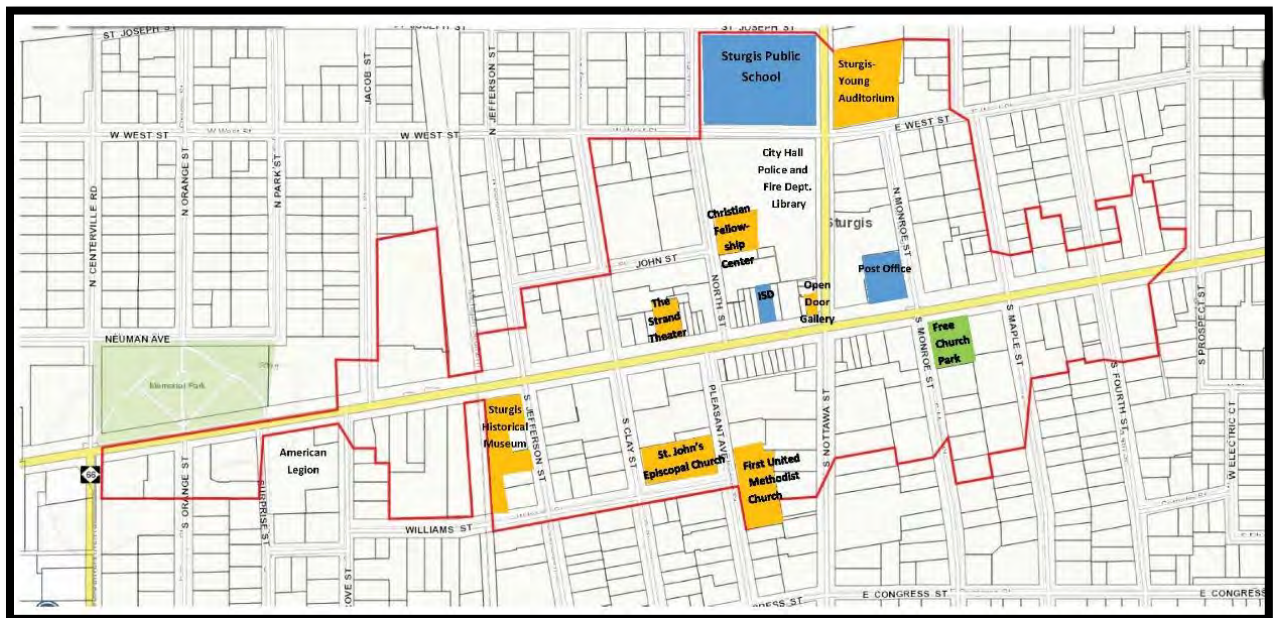 ST JOSEPH ST
ST JOSEPH ST
Sturgis Public
School
Sturgis-
Young
Auditorium
JACOB ST
N JEFFERSON ST
W WEST ST
W West St
W WEST ST
E WEST ST
N CENTERVILLE RD
N ORANGE ST
N PARK ST
City Hall
Police and
Fire Dept.
Library
N MONROE ST
Christian
Fellow-
ship
Center
Sturgis
JOHN ST
NORTH ST
Post Office
ISD
Open
Door
Gallery
The
Strand
Theater
NEUMAN AVE
Memorial Park
Free
Church
Park
S MONROE ST
S MAPLE ST
S FOURTH ST
S PROSPECT ST
W ELECTRIC CT
Sturgis
Historical
Museum
S JEFFERSON ST
S CLAY ST
PLEASANT AVE
S NOTTAWA ST
St. John's
Episcopal Church
First United
Methodist
Church
American
Legion
66
S ORANGE ST
SURPRISE ST
WILLIAMS ST
OVE ST
RESS ST
E CONGRESS ST
E CONGRESS